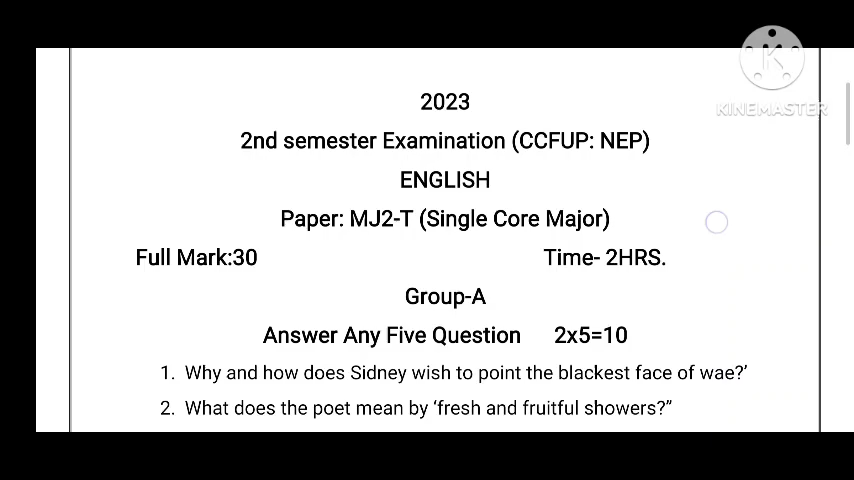 KINEMASTER
2023
2nd semester Examination (CCFUP: NEP)
ENGLISH
Paper: MJ2-T (Single Core Major)
Full Mark:30 Time- 2HRS.
Group-A
Answer Any Five Question 2x5=10
1. Why and how does Sidney wish to point the blackest face of wae?'
2. What does the poet mean by 'fresh and fruitful showers?"